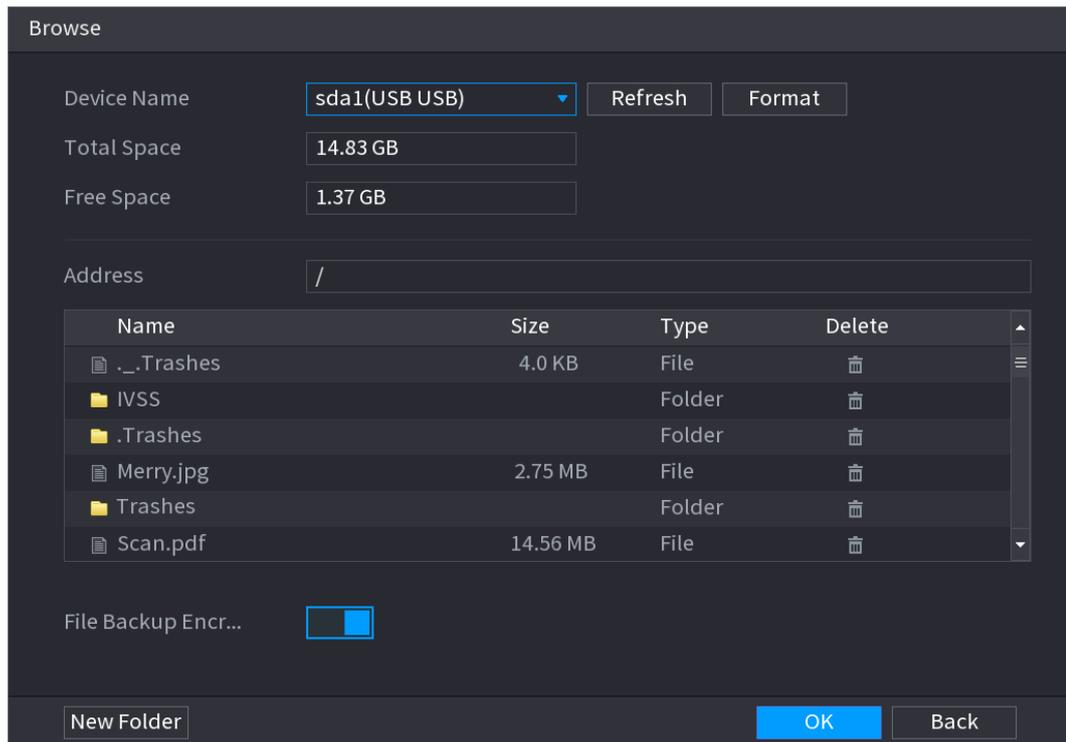 Browse
Device Name sda1(USB USB) Refresh Format
Total Space 14.83 GB
Free Space 1.37 GB
Address /
Name Size Type Delete
._.Trashes 4.0 KB File
IVSS Folder
.Trashes Folder
Merry.jpg 2.75 MB File
Trashes Folder
Scan.pdf 14.56 MB File
File Backup Encr...
New Folder OK Back